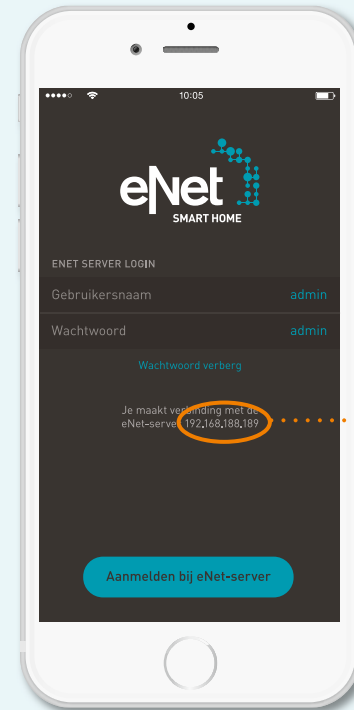 10:05
eNet
SMART HOME
ENET SERVER LOGIN
Gebruikersnaam admin
Wachtwoord admin
Wachtwoord verberg
Je maakt verbinding met de
eNet-server 192.168.188.189
Aanmelden bij eNet-server